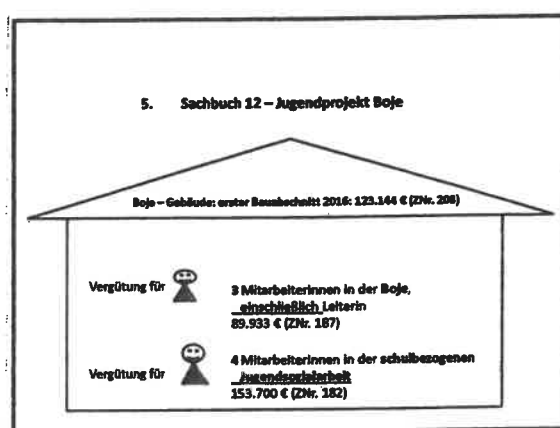 5. Sachbuch 12 – Jugendprojekt Boje
Boje – Gebäude: erster Bauabschnitt 2016: 123.144 € (ZNr. 208)
Vergütung für
3 MitarbeiterInnen in der Boje,
einschließlich Leiterin
89.933 € (ZNr. 187)
Vergütung für
4 MitarbeiterInnen in der schulbezogenen
Jugendsozialarbeit
153.700 € (ZNr. 182)